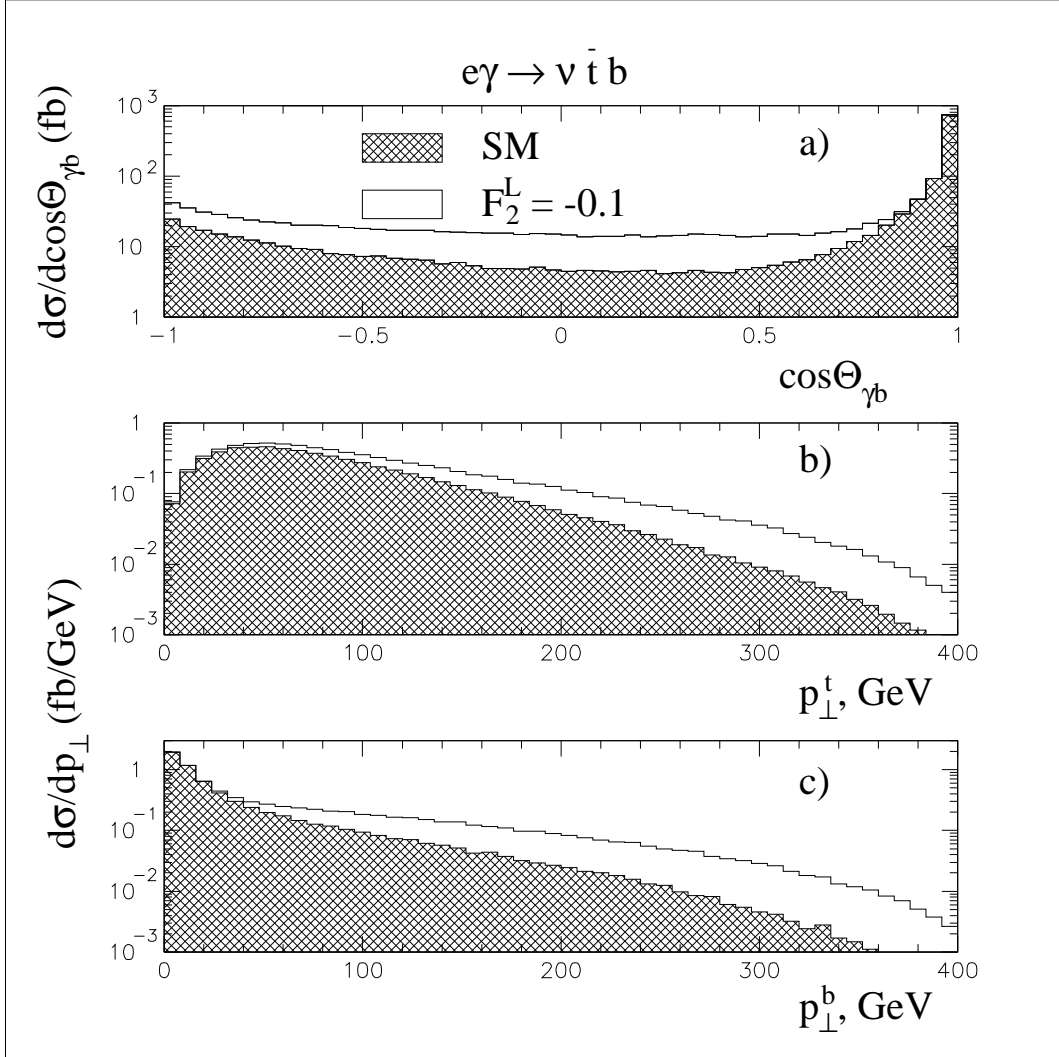 eγ → ν t̄ b
dσ/dcosΘ_γb (fb)
10^3
10^2
10
1
SM
F_2^L = -0.1
a)
−1 −0.5 0 0.5 1
cosΘ_γb
dσ/dp_⊥ (fb/GeV)
1
10^−1
10^−2
10^−3
b)
0 100 200 300 400
p_⊥^t, GeV
1
10^−1
10^−2
10^−3
c)
0 100 200 300 400
p_⊥^b, GeV